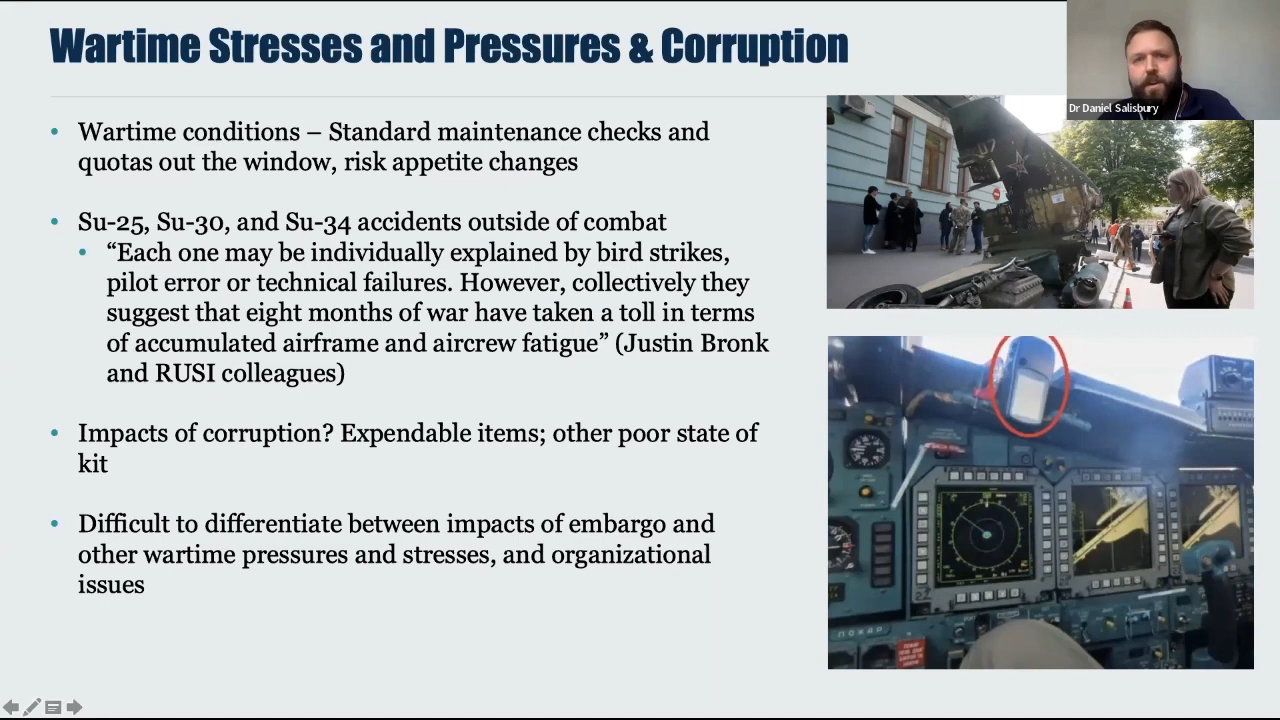 Wartime Stresses and Pressures & Corruption
Dr Daniel Salisbury
• Wartime conditions – Standard maintenance checks and
quotas out the window, risk appetite changes
• Su-25, Su-30, and Su-34 accidents outside of combat
• “Each one may be individually explained by bird strikes,
pilot error or technical failures. However, collectively they
suggest that eight months of war have taken a toll in terms
of accumulated airframe and aircrew fatigue” (Justin Bronk
and RUSI colleagues)
• Impacts of corruption? Expendable items; other poor state of
kit
• Difficult to differentiate between impacts of embargo and
other wartime pressures and stresses, and organizational
issues
ПОЖАР